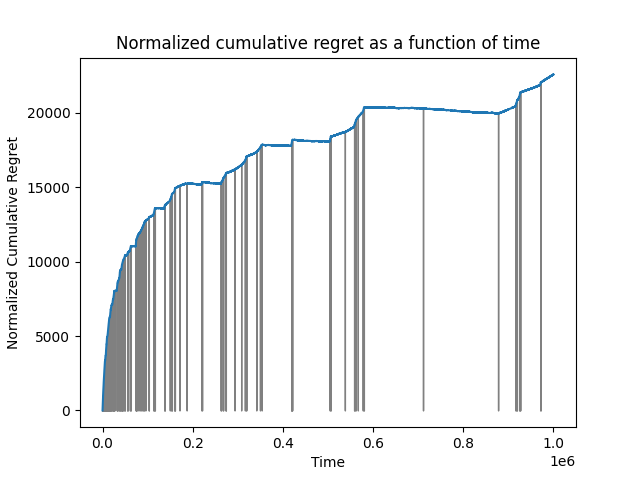 Normalized cumulative regret as a function of time
Normalized Cumulative Regret
20000
15000
10000
5000
0
0.0 0.2 0.4 0.6 0.8 1.0
1e6
Time